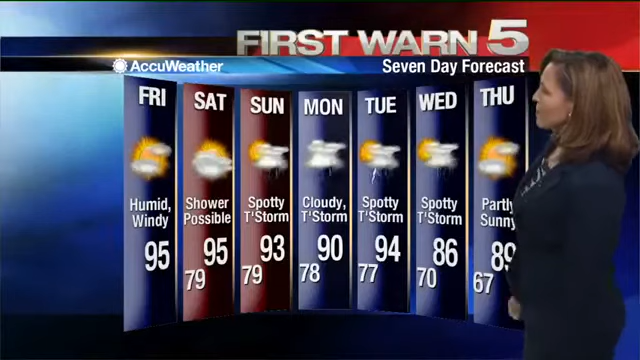 FIRST WARN 5
AccuWeather
Seven Day Forecast
FRI SAT SUN MON TUE WED THU
Humid, Windy
95
Shower Possible
95
79
Spotty T'Storm
93
79
Cloudy, T'Storm
90
78
Spotty T'Storm
94
77
Spotty T'Storm
86
70
Partly Sunny
89
67